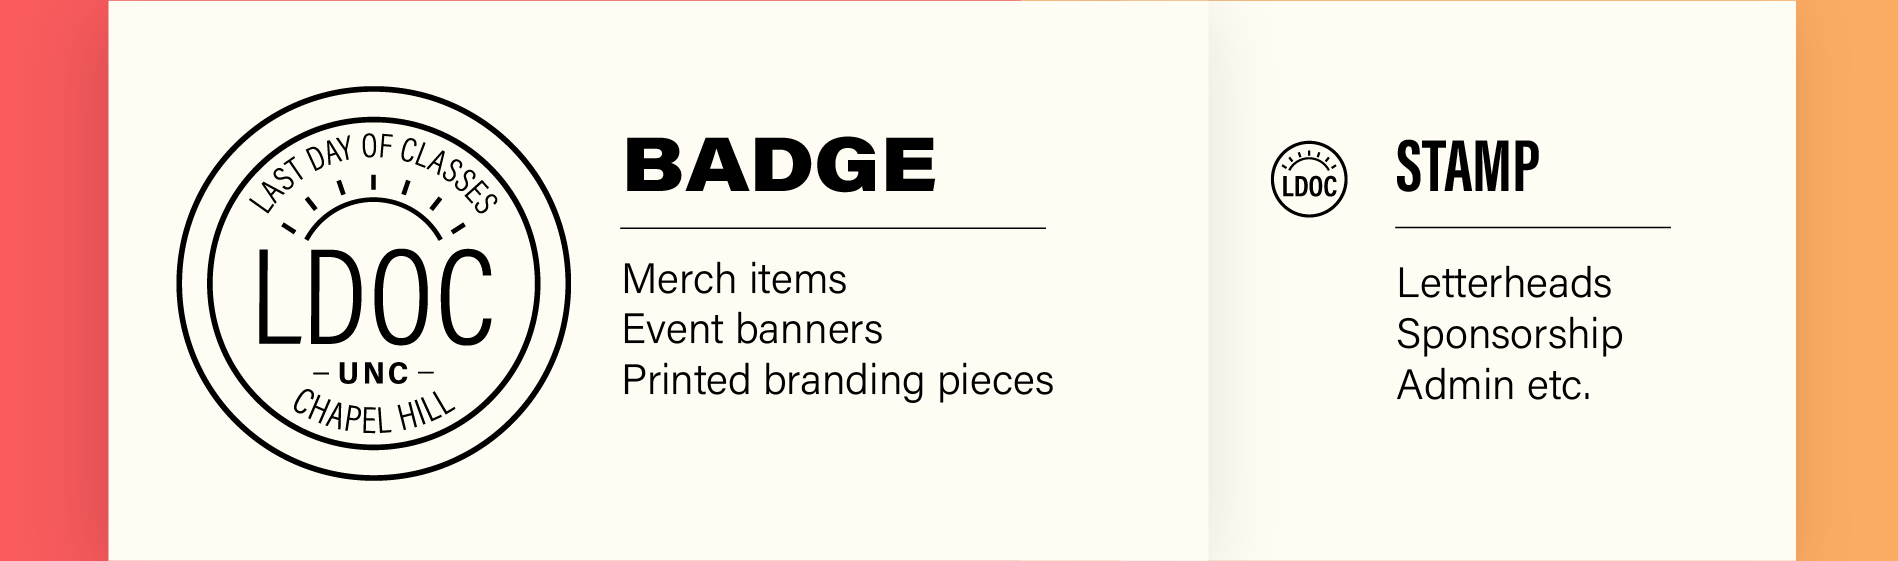 LAST DAY OF CLASSES
LDOC
– UNC –
CHAPEL HILL
BADGE
Merch items
Event banners
Printed branding pieces
LDOC
STAMP
Letterheads
Sponsorship
Admin etc.